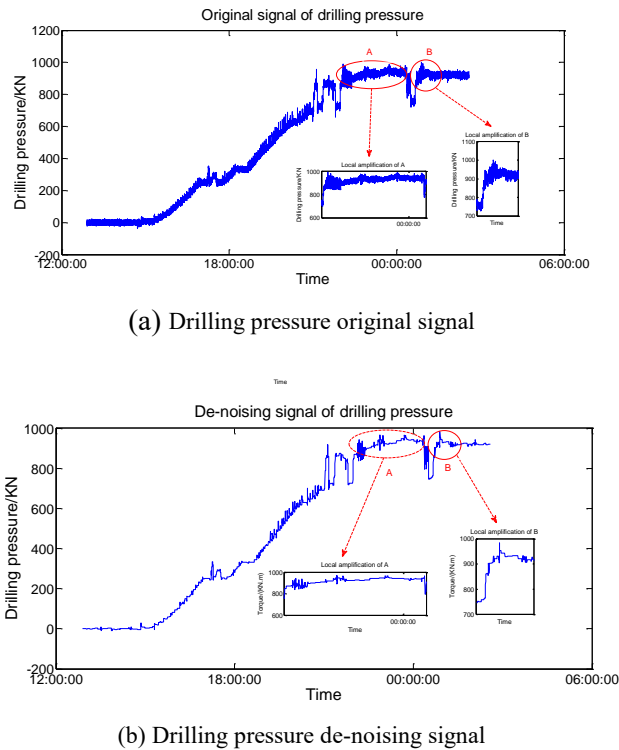 Original signal of drilling pressure
1200
1000
800
600
400
200
0
-200
Drilling pressure/KN
A
B
Local amplification of A
1000
800
600
Drilling pressure/KN
00:00:00
Local amplification of B
1000
900
800
700
Drilling pressure/KN
Time
12:00:00 18:00:00 00:00:00 06:00:00
Time
(a) Drilling pressure original signal
Time
De-noising signal of drilling pressure
1000
800
600
400
200
0
-200
Drilling pressure/KN
A
B
Local amplification of A
1000
800
600
Torque/(KN.m)
00:00:00
Time
Local amplification of B
1000
900
800
700
Torque/(KN.m)
Time
12:00:00 18:00:00 00:00:00 06:00:00
Time
(b) Drilling pressure de-noising signal